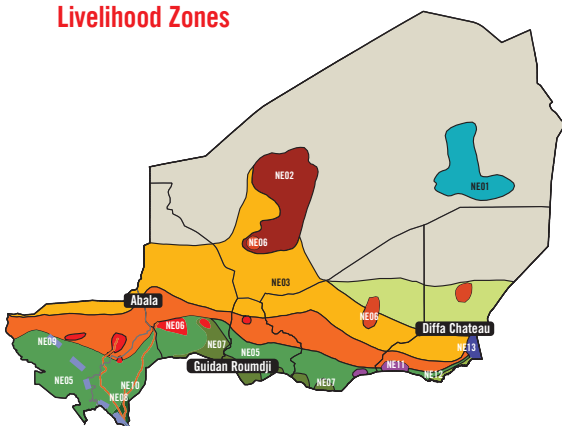 Livelihood Zones
NE02
NE01
NE06
NE03
Abala
NE06
NE06
Diffa Chateau
NE09
NE07
NE05
NE13
Guidan Roumdji
NE11
NE05
NE10
NE07
NE12
NE08